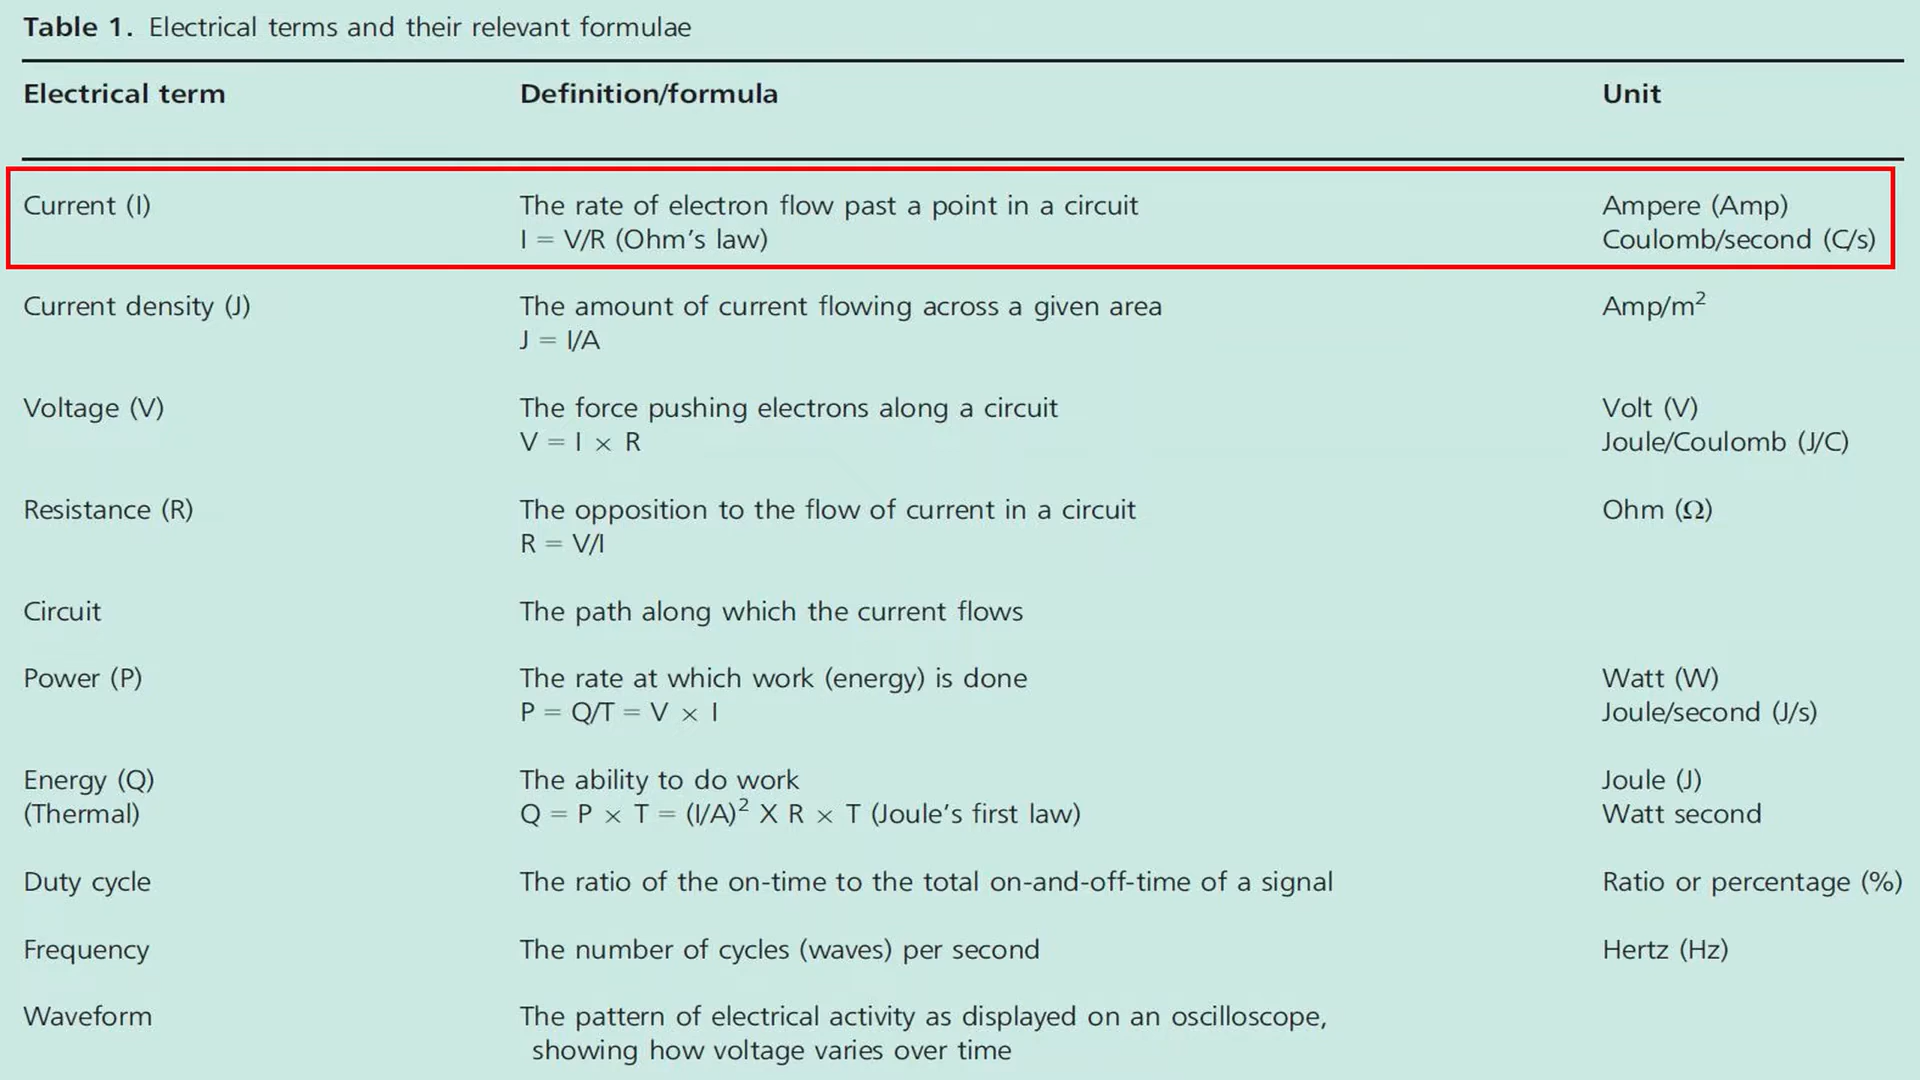 Table 1. Electrical terms and their relevant formulae
Electrical term Definition/formula Unit
Current (I) The rate of electron flow past a point in a circuit Ampere (Amp)
I = V/R (Ohm's law) Coulomb/second (C/s)
Current density (J) The amount of current flowing across a given area Amp/m²
J = I/A
Voltage (V) The force pushing electrons along a circuit Volt (V)
V = I × R Joule/Coulomb (J/C)
Resistance (R) The opposition to the flow of current in a circuit Ohm (Ω)
R = V/I
Circuit The path along which the current flows
Power (P) The rate at which work (energy) is done Watt (W)
P = Q/T = V × I Joule/second (J/s)
Energy (Q) The ability to do work Joule (J)
(Thermal) Q = P × T = (I/A)² X R × T (Joule's first law) Watt second
Duty cycle The ratio of the on-time to the total on-and-off-time of a signal Ratio or percentage (%)
Frequency The number of cycles (waves) per second Hertz (Hz)
Waveform The pattern of electrical activity as displayed on an oscilloscope,
showing how voltage varies over time